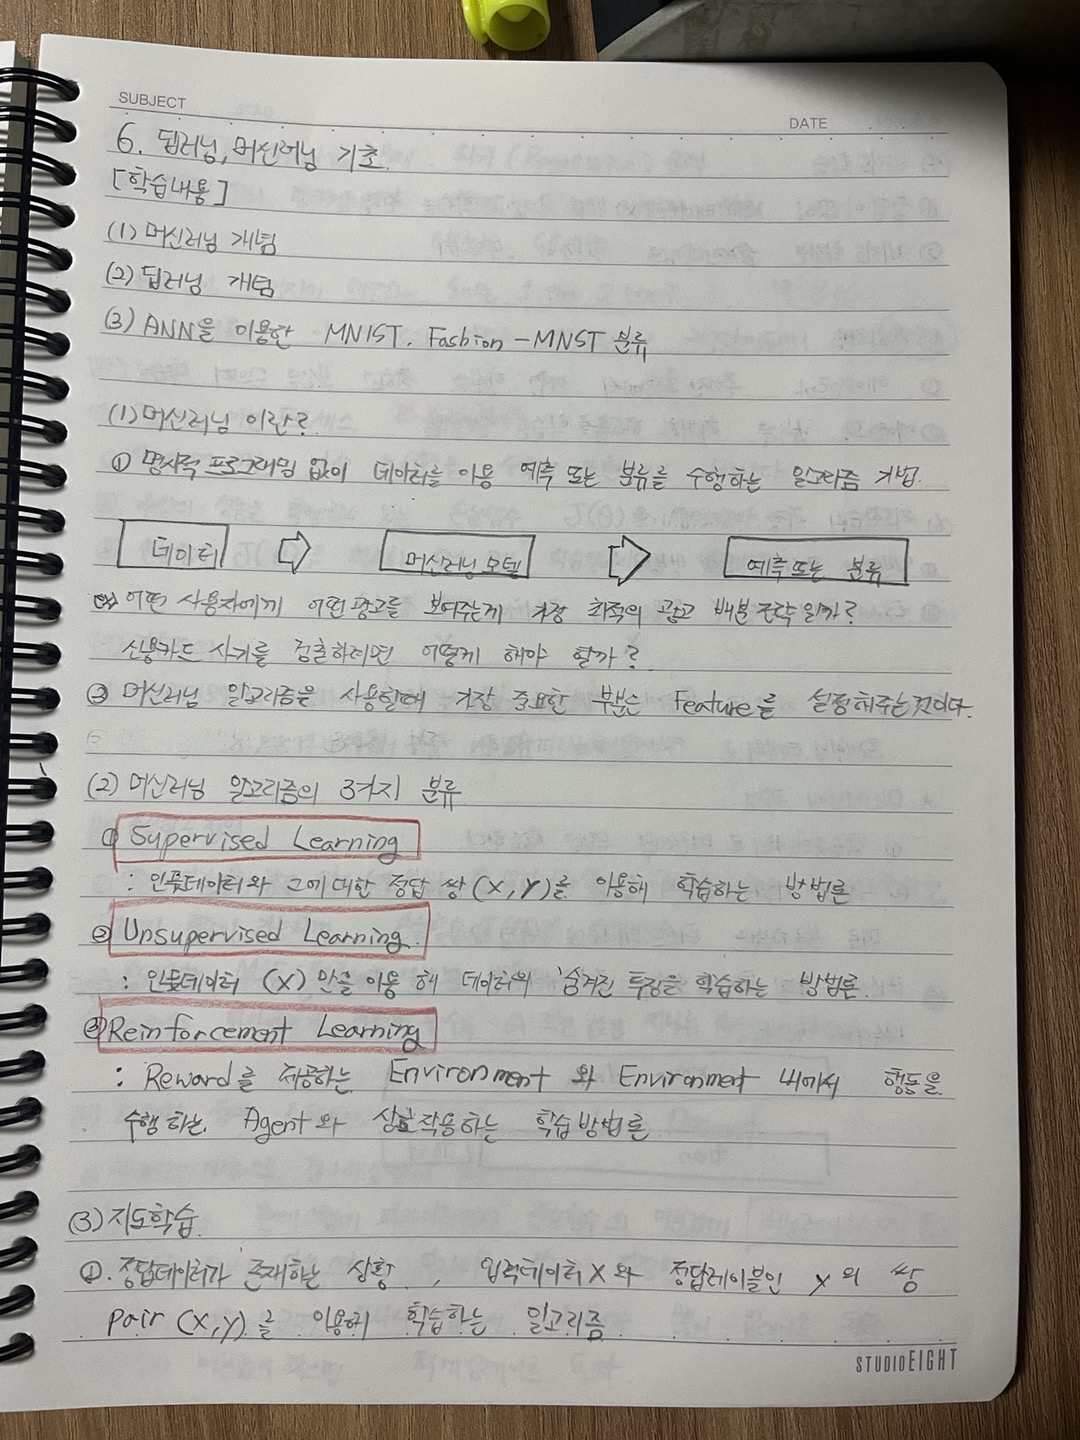 SUBJECT
DATE
6. 딥러닝, 머신러닝 기초.
[학습내용]
(1) 머신러닝 개념
(2) 딥러닝 개념
(3) ANN을 이용한 MNIST. Fashion-MNST 분류
(1) 머신러닝 이란?
① 명시적 프로그래밍 없이 데이터를 이용 예측 또는 분류를 수행하는 알고리즘 기법.
데이터 ⇨ 머신러닝 모델 ⇨ 예측 또는 분류
ex) 어떤 사용자에게 어떤 광고를 보여주는게 가장 최적의 광고 배분 전략 일까?
신용카드 사기를 검출하려면 어떻게 해야 할까?
② 머신러닝 알고리즘을 사용할때 가장 중요한 부분은 Feature를 설정해주는 것이다.
(2) 머신러닝 알고리즘의 3가지 분류
① Supervised Learning
: 인풋데이터와 그에대한 정답 쌍 (X, Y)를 이용해 학습하는 방법론
② Unsupervised Learning.
: 인풋데이터 (X) 만을 이용 해 데이터의 숨겨진 특징을 학습하는 방법론.
③ Reinforcement Learning
: Reward를 제공하는 Environment 와 Environment 내에서 행동을
수행하는 Agent와 상호작용하는 학습방법론
(3) 지도학습.
①. 정답데이터가 존재하는 상황, 입력데이터 X 와 정답레이블인 y 의 쌍
Pair (x, y) 를 이용해 학습하는 알고리즘
STUDIOEIGHT